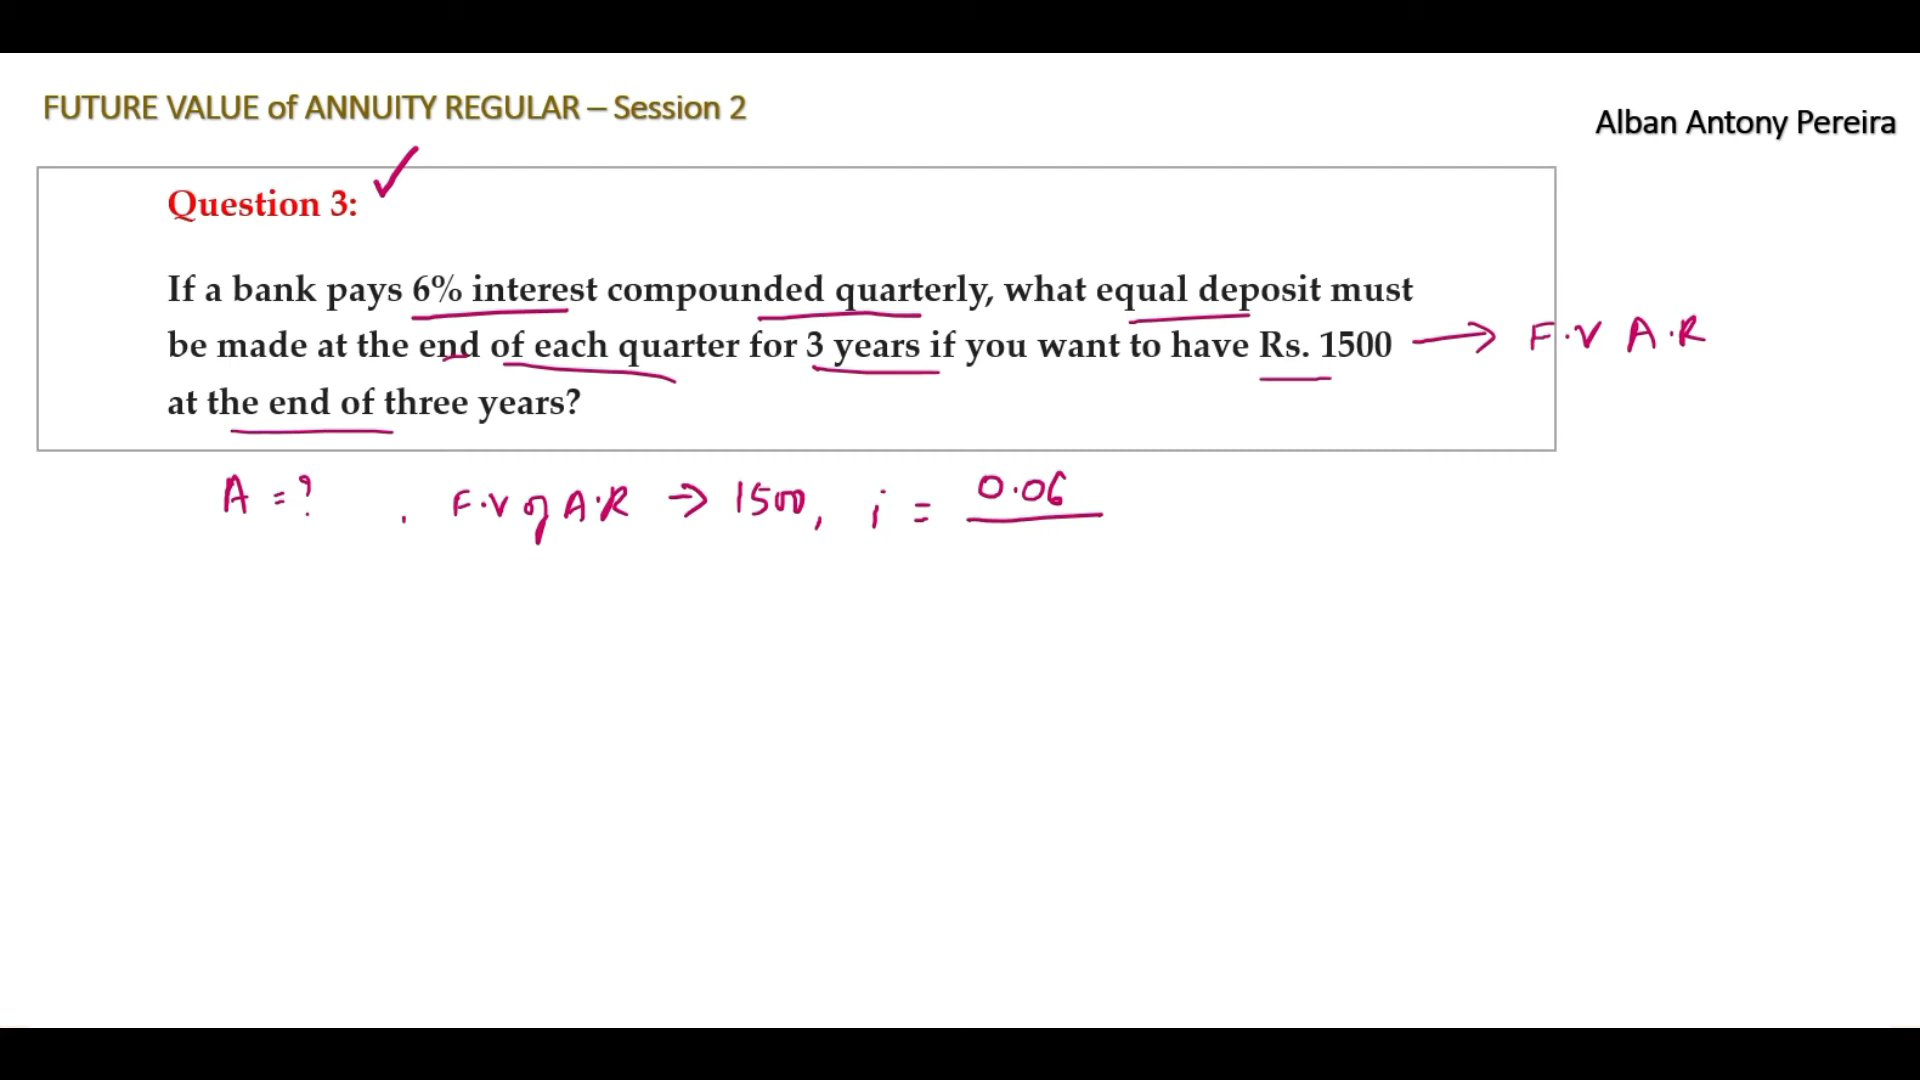 FUTURE VALUE of ANNUITY REGULAR – Session 2
Alban Antony Pereira
Question 3:
If a bank pays 6% interest compounded quarterly, what equal deposit must
be made at the end of each quarter for 3 years if you want to have Rs. 1500 → F.V A.R
at the end of three years?
A = ? , F.V of A.R → 1500, i = 0.06